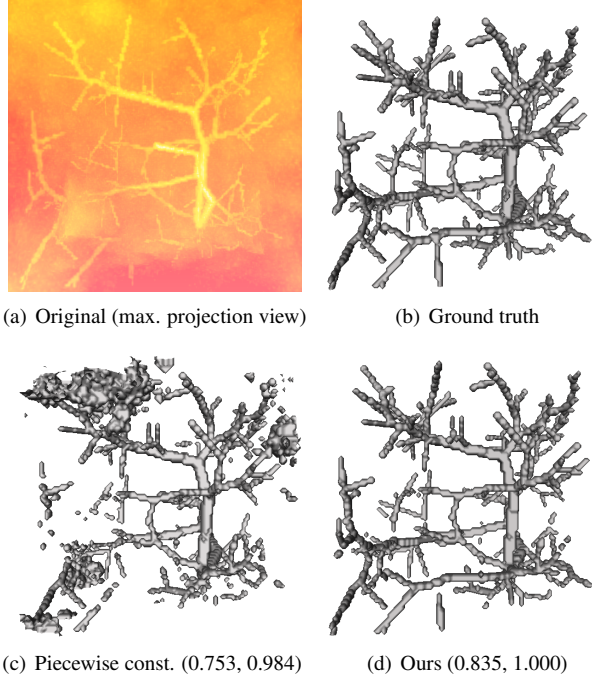 (a) Original (max. projection view)
(b) Ground truth
(c) Piecewise const. (0.753, 0.984)
(d) Ours (0.835, 1.000)